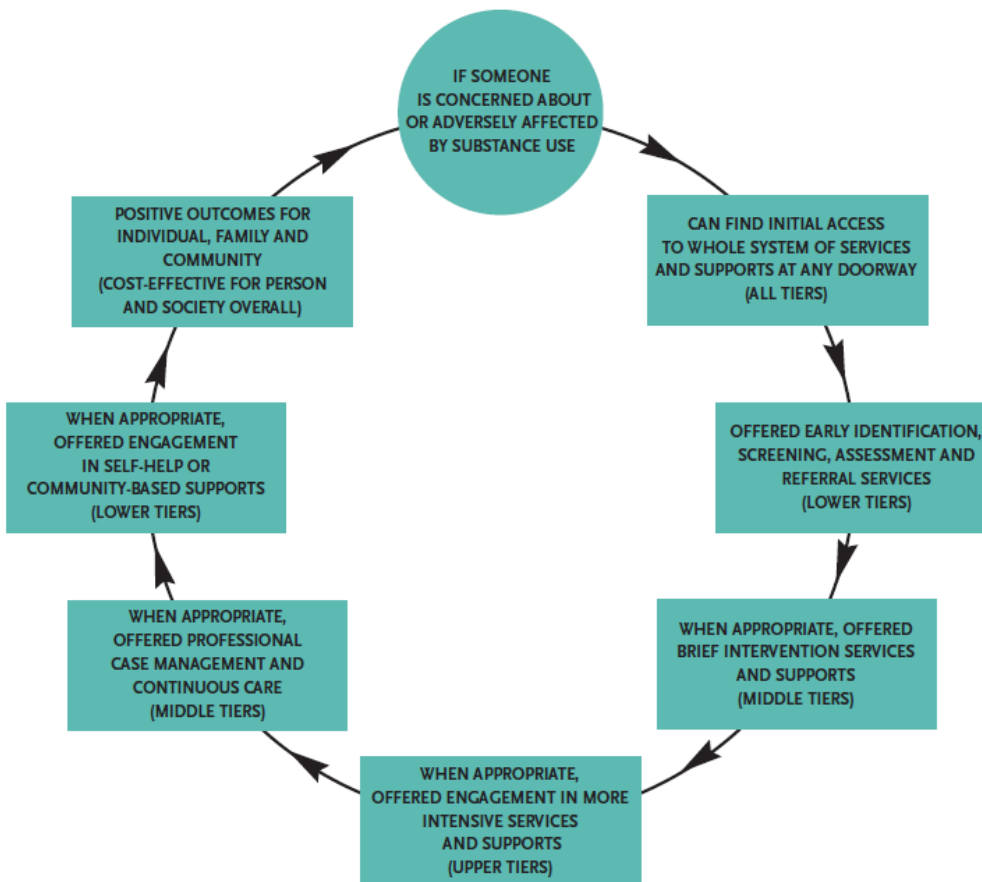 IF SOMEONE
IS CONCERNED ABOUT
OR ADVERSELY AFFECTED
BY SUBSTANCE USE
CAN FIND INITIAL ACCESS
TO WHOLE SYSTEM OF SERVICES
AND SUPPORTS AT ANY DOORWAY
(ALL TIERS)
OFFERED EARLY IDENTIFICATION,
SCREENING, ASSESSMENT AND
REFERRAL SERVICES
(LOWER TIERS)
WHEN APPROPRIATE, OFFERED
BRIEF INTERVENTION SERVICES
AND SUPPORTS
(MIDDLE TIERS)
WHEN APPROPRIATE,
OFFERED ENGAGEMENT IN MORE
INTENSIVE SERVICES
AND SUPPORTS
(UPPER TIERS)
WHEN APPROPRIATE,
OFFERED PROFESSIONAL
CASE MANAGEMENT AND
CONTINUOUS CARE
(MIDDLE TIERS)
WHEN APPROPRIATE,
OFFERED ENGAGEMENT
IN SELF-HELP OR
COMMUNITY-BASED SUPPORTS
(LOWER TIERS)
POSITIVE OUTCOMES FOR
INDIVIDUAL, FAMILY AND
COMMUNITY
(COST-EFFECTIVE FOR PERSON
AND SOCIETY OVERALL)